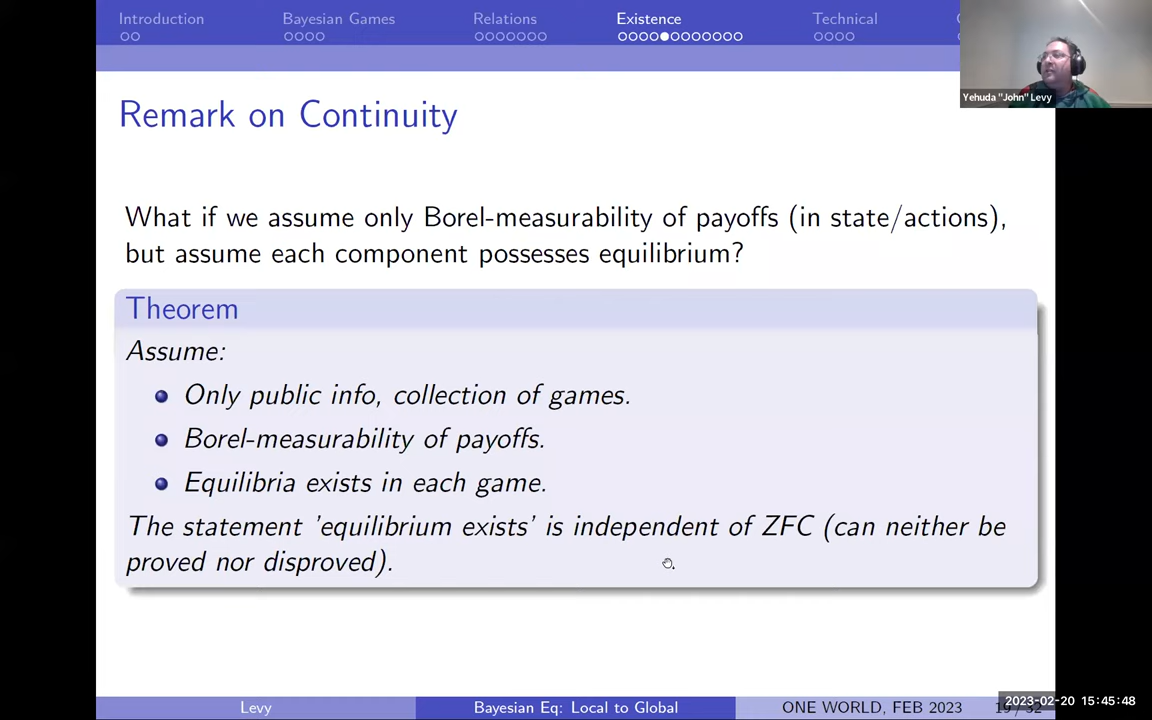 Introduction
Bayesian Games
Relations
Existence
Technical
Yehuda "John" Levy
Remark on Continuity
What if we assume only Borel-measurability of payoffs (in state/actions),
but assume each component possesses equilibrium?
Theorem
Assume:
Only public info, collection of games.
Borel-measurability of payoffs.
Equilibria exists in each game.
The statement 'equilibrium exists' is independent of ZFC (can neither be
proved nor disproved).
Levy
Bayesian Eq: Local to Global
ONE WORLD, FEB 2023
2023-02-20 15:45:48